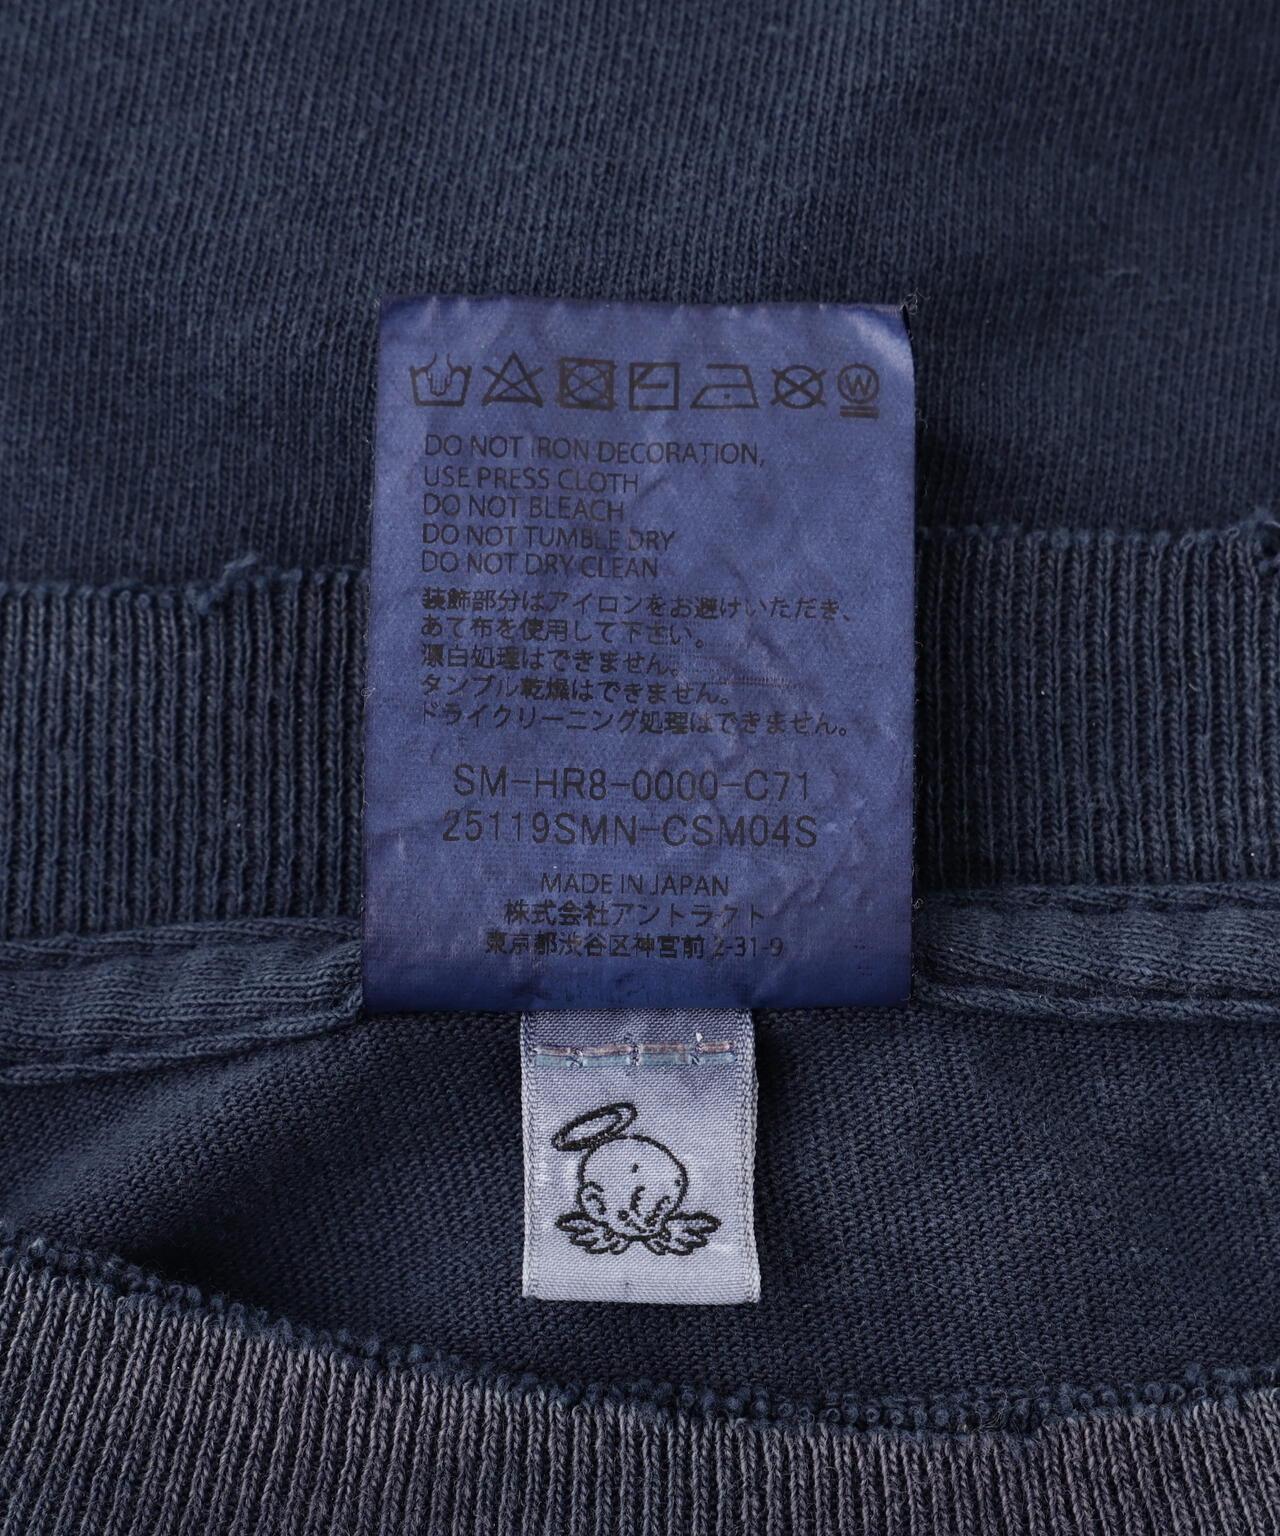 W
DO NOT IRON DECORATION,
USE PRESS CLOTH
DO NOT BLEACH
DO NOT TUMBLE DRY
DO NOT DRY CLEAN
装飾部分はアイロンをお避けいただき、
あて布を使用して下さい。
漂白処理はできません。
タンブル乾燥はできません。
ドライクリーニング処理はできません。
SM-HR8-0000-C71
25119SMN-CSM04S
MADE IN JAPAN
株式会社アントラクト
東京都渋谷区神宮前 2-31-9